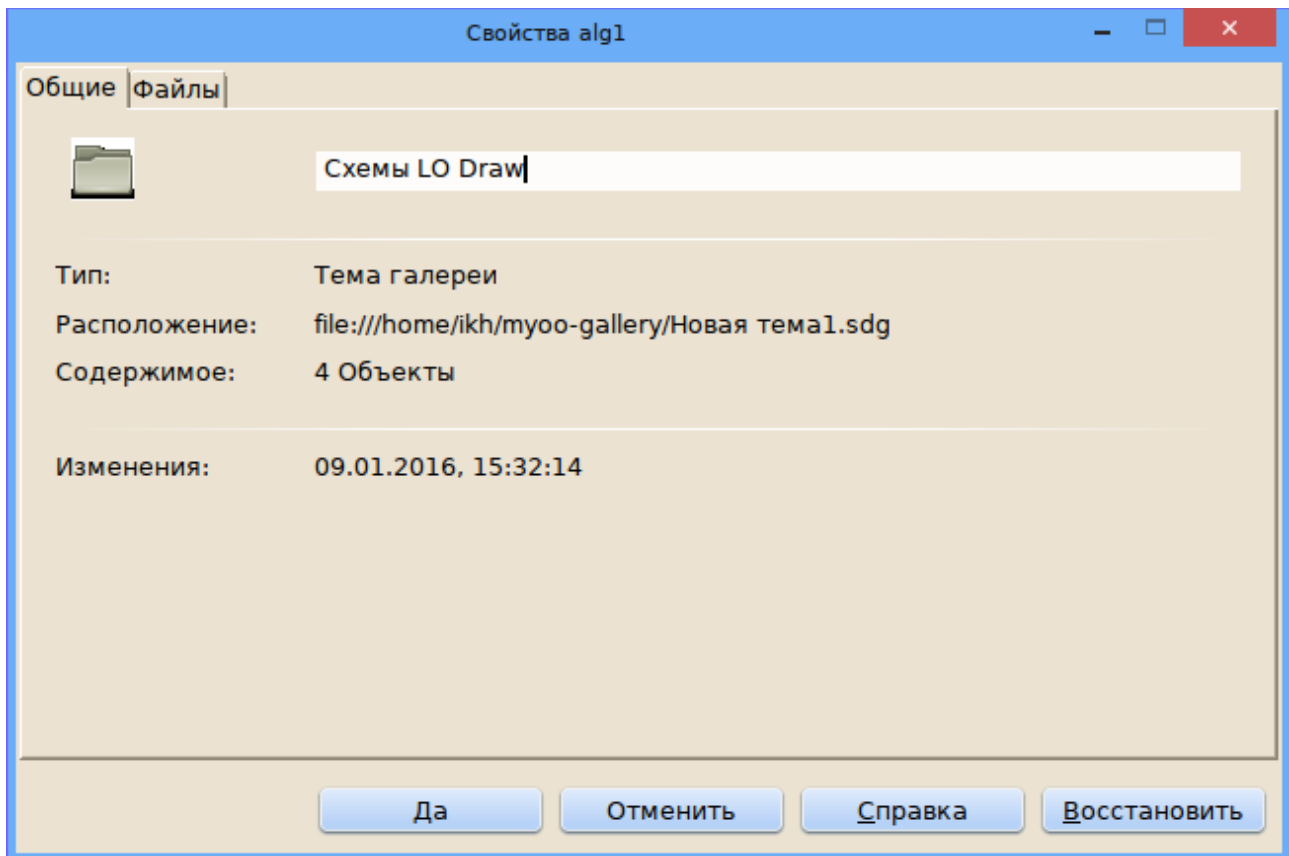 Свойства alg1
Общие Файлы
Схемы LO Draw
Тип: Тема галереи
Расположение: file:///home/ikh/myoo-gallery/Новая тема1.sdg
Содержимое: 4 Объекты
Изменения: 09.01.2016, 15:32:14
Да Отменить Справка Восстановить